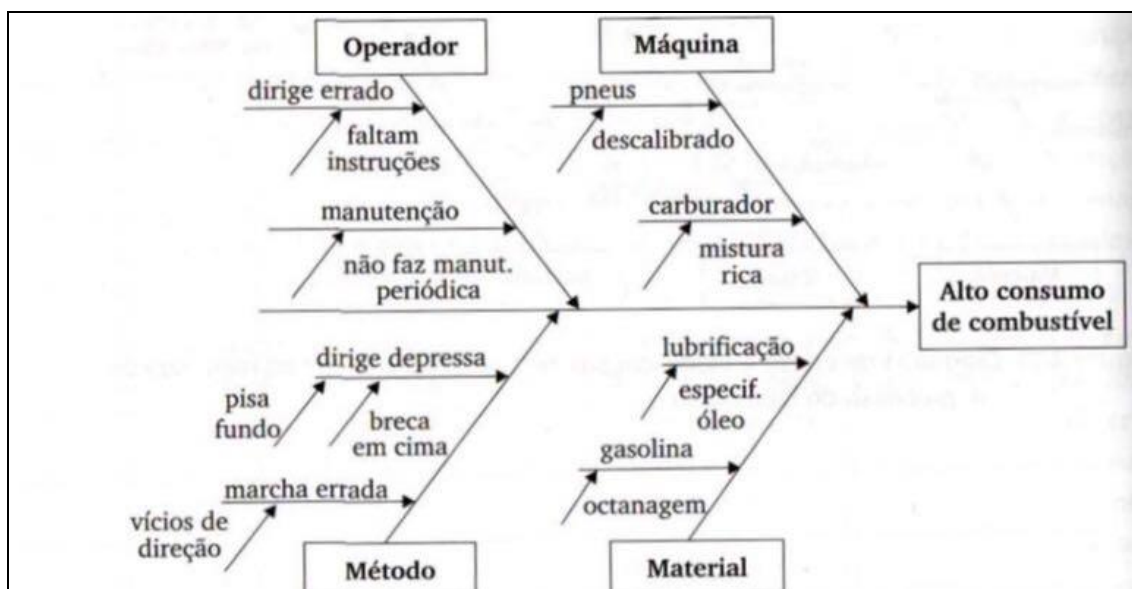 Operador
Máquina
dirige errado
pneus
faltam
instruções
descalibrado
manutenção
carburador
não faz manut.
periódica
mistura
rica
Alto consumo
de combustível
dirige depressa
lubrificação
pisa
fundo
breca
em cima
especif.
óleo
gasolina
marcha errada
octanagem
vícios de
direção
Método
Material